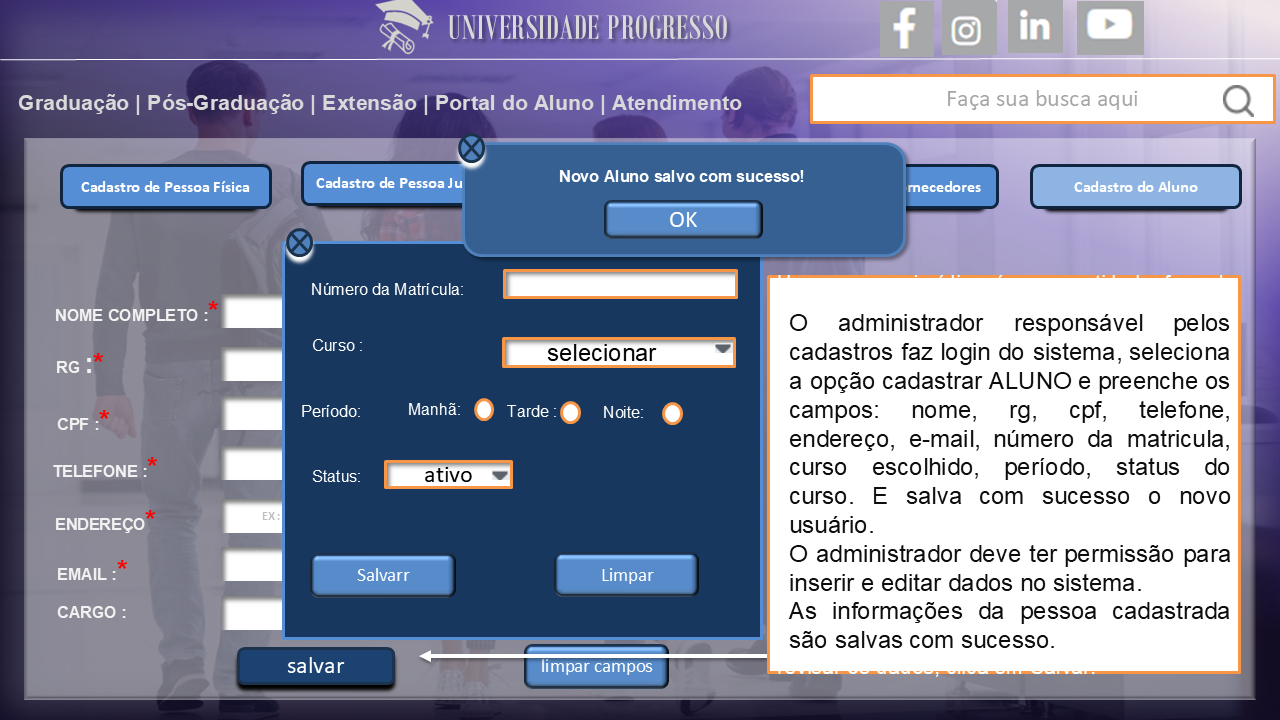 UNIVERSIDADE PROGRESSO
Graduação | Pós-Graduação | Extensão | Portal do Aluno | Atendimento
Faça sua busca aqui
Cadastro de Pessoa Física
Cadastro de Pessoa Ju
rnecedores
Cadastro do Aluno
Novo Aluno salvo com sucesso!
OK
NOME COMPLETO :*
RG :*
CPF :*
TELEFONE :*
ENDEREÇO*
EX:
EMAIL :*
CARGO :
Número da Matrícula:
Curso :
selecionar
Período:
Manhã:
Tarde :
Noite:
Status:
ativo
Salvarr
Limpar
salvar
limpar campos
O administrador responsável pelos
cadastros faz login do sistema, seleciona
a opção cadastrar ALUNO e preenche os
campos: nome, rg, cpf, telefone,
endereço, e-mail, número da matricula,
curso escolhido, período, status do
curso. E salva com sucesso o novo
usuário.
O administrador deve ter permissão para
inserir e editar dados no sistema.
As informações da pessoa cadastrada
são salvas com sucesso.